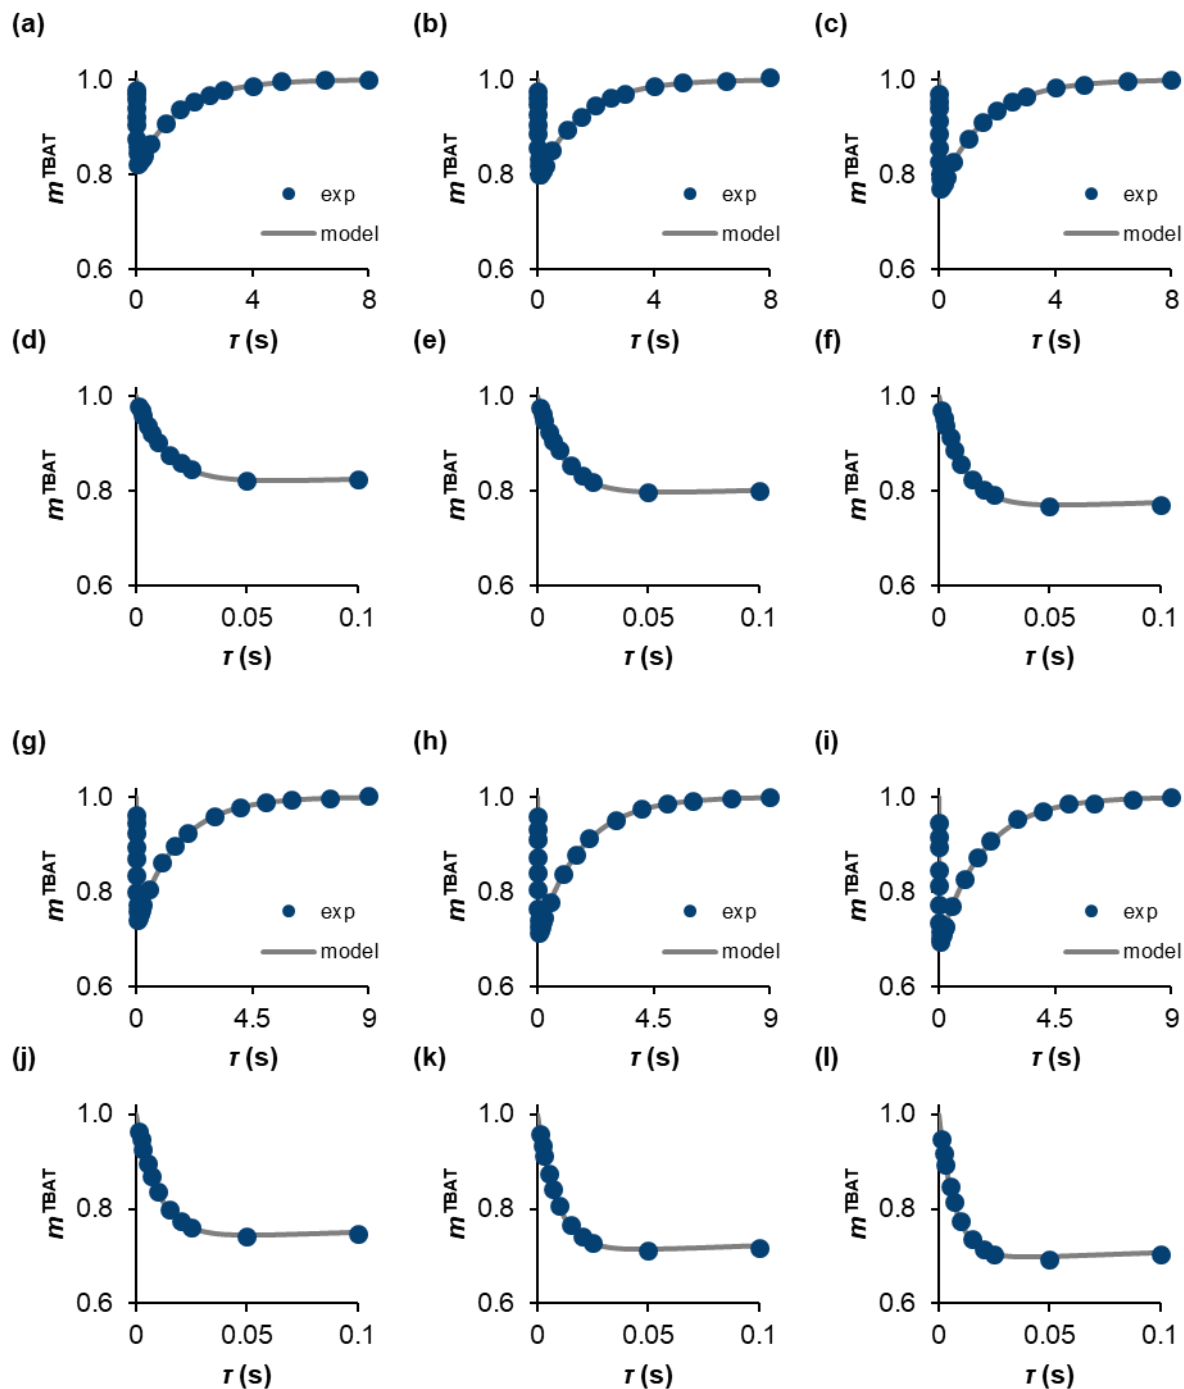 (a) (b) (c)
1.0 1.0 1.0
m^TBAT 0.8 m^TBAT 0.8 m^TBAT 0.8
exp exp exp
model model model
0.6 0.6 0.6
0 4 8 0 4 8 0 4 8
τ (s) τ (s) τ (s)
(d) (e) (f)
1.0 1.0 1.0
m^TBAT 0.8 m^TBAT 0.8 m^TBAT 0.8
0.6 0.6 0.6
0 0.05 0.1 0 0.05 0.1 0 0.05 0.1
τ (s) τ (s) τ (s)
(g) (h) (i)
1.0 1.0 1.0
m^TBAT 0.8 m^TBAT 0.8 m^TBAT 0.8
exp exp exp
model model model
0.6 0.6 0.6
0 4.5 9 0 4.5 9 0 4.5 9
τ (s) τ (s) τ (s)
(j) (k) (l)
1.0 1.0 1.0
m^TBAT 0.8 m^TBAT 0.8 m^TBAT 0.8
0.6 0.6 0.6
0 0.05 0.1 0 0.05 0.1 0 0.05 0.1
τ (s) τ (s) τ (s)